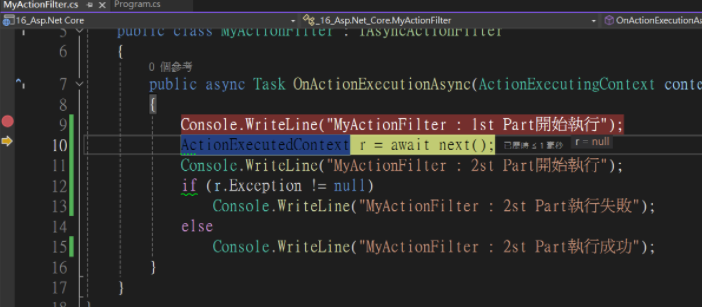 MyActionFilter.cs
Program.cs
16_Asp.Net Core
_16_Asp.Net_Core.MyActionFilter
OnActionExecutionAs
5 public class MyActionFilter : IAsyncActionFilter
6 {
0 個參考
7 public async Task OnActionExecutionAsync(ActionExecutingContext conte
8 {
9 Console.WriteLine("MyActionFilter : 1st Part開始執行");
10 ActionExecutedContext r = await next(); 已歷時 ≤ 1 毫秒 r = null
11 Console.WriteLine("MyActionFilter : 2st Part開始執行");
12 if (r.Exception != null)
13 Console.WriteLine("MyActionFilter : 2st Part執行失敗");
14 else
15 Console.WriteLine("MyActionFilter : 2st Part執行成功");
16 }
17 }